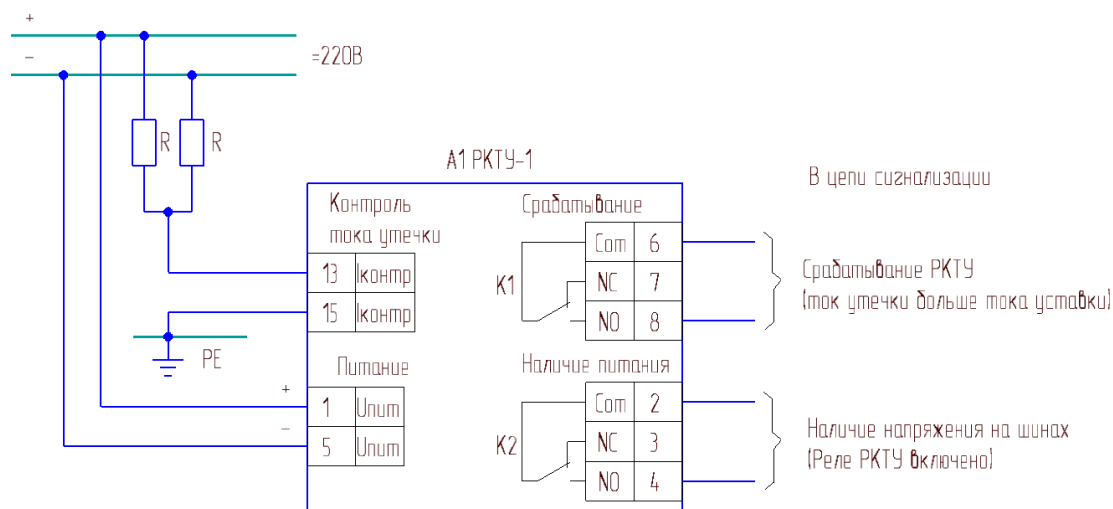 +
–
=220В
R
R
А1 РКТУ-1
В цепи сигнализации
Контроль
тока утечки
13 Iконтр
15 Iконтр
PE
Питание
+
1 Uпит
–
5 Uпит
Срабатывание
K1
Com 6
NC 7
NO 8
Срабатывание РКТУ
(ток утечки больше тока уставки)
Наличие питания
K2
Com 2
NC 3
NO 4
Наличие напряжения на шинах
(Реле РКТУ включено)